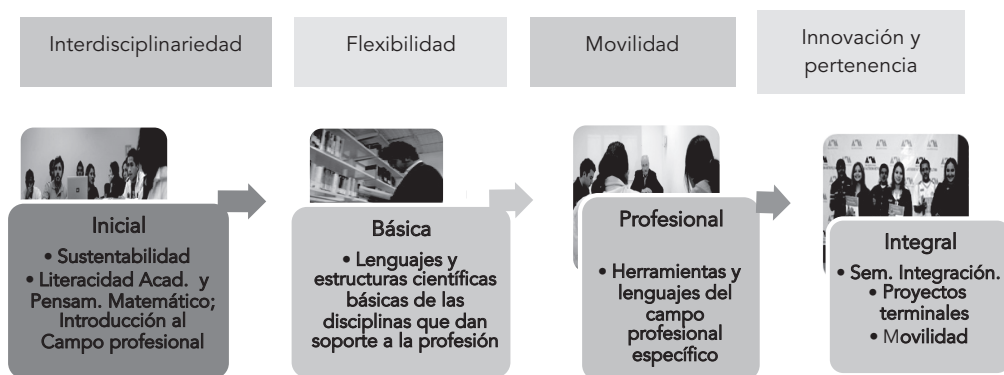 Interdisciplinariedad
Flexibilidad
Movilidad
Innovación y
pertenencia
Inicial
• Sustentabilidad
• Literacidad Acad. y
Pensam. Matemático;
Introducción al
Campo profesional
Básica
• Lenguajes y
estructuras científicas
básicas de las
disciplinas que dan
soporte a la profesión
Profesional
• Herramientas y
lenguajes del
campo
profesional
específico
Integral
• Sem. Integración.
• Proyectos
terminales
• Movilidad